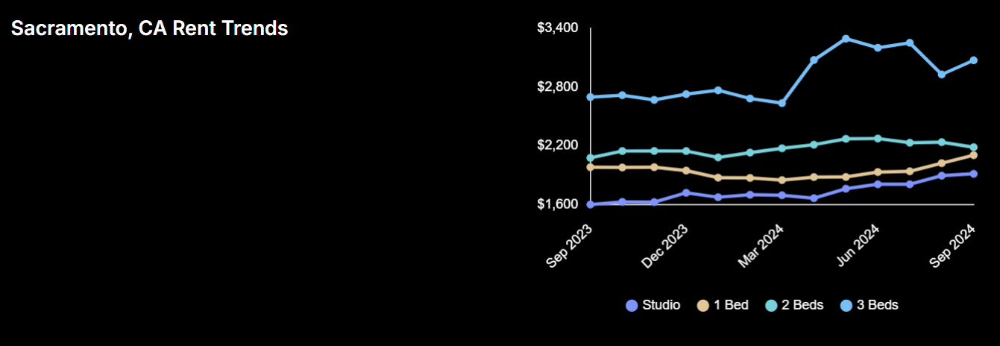 Sacramento, CA Rent Trends
$3,400
$2,800
$2,200
$1,600
Sep 2023
Dec 2023
Mar 2024
Jun 2024
Sep 2024
Studio
1 Bed
2 Beds
3 Beds